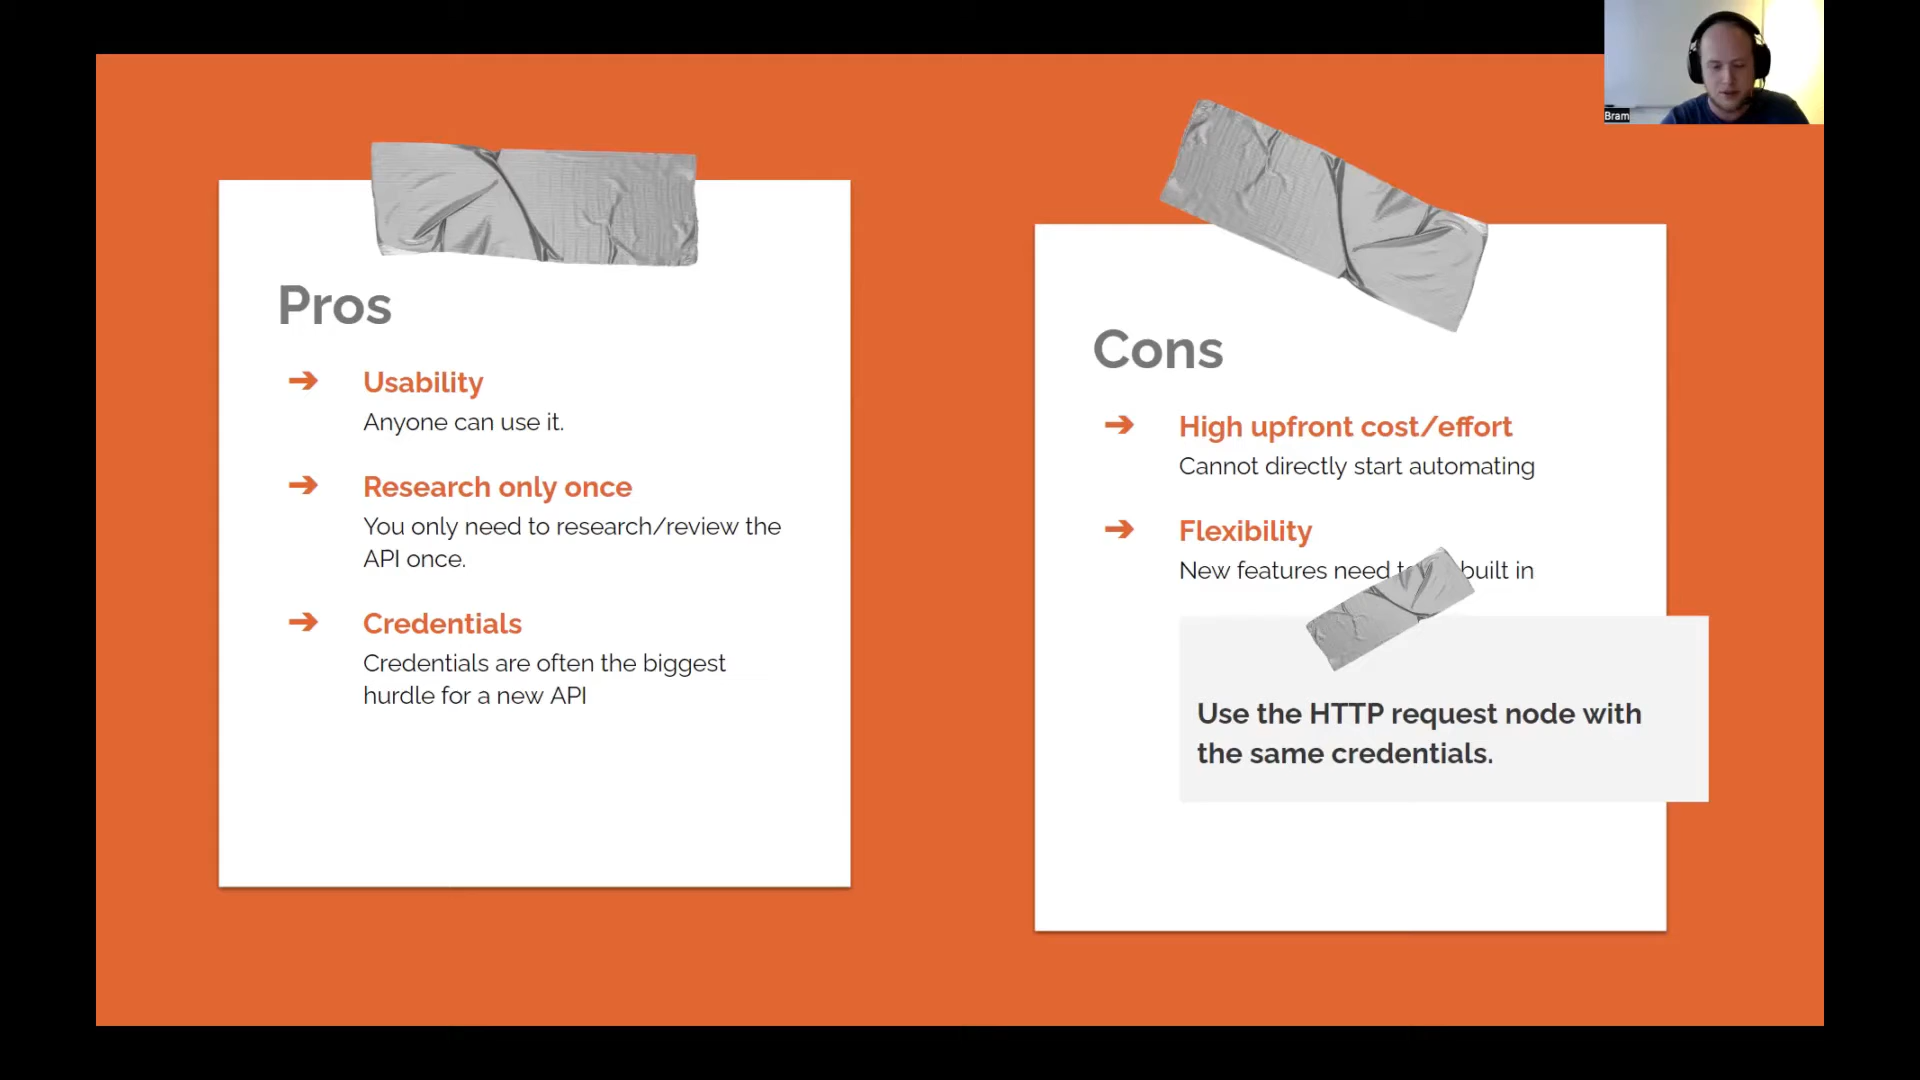 Bram
Pros
➔ Usability
Anyone can use it.
➔ Research only once
You only need to research/review the
API once.
➔ Credentials
Credentials are often the biggest
hurdle for a new API
Cons
➔ High upfront cost/effort
Cannot directly start automating
➔ Flexibility
New features need built in
Use the HTTP request node with
the same credentials.